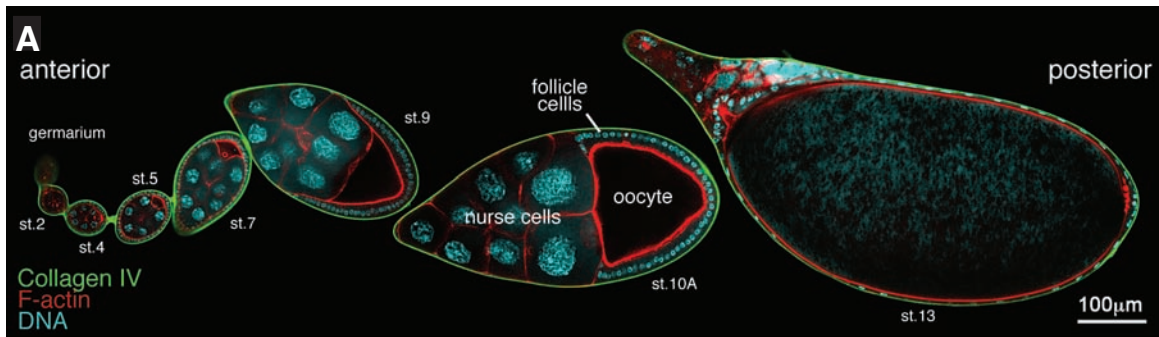 A
anterior
germarium
st.2
st.4
st.5
st.7
st.9
follicle
cellls
nurse cells
oocyte
st.10A
posterior
st.13
100µm
Collagen IV
F-actin
DNA